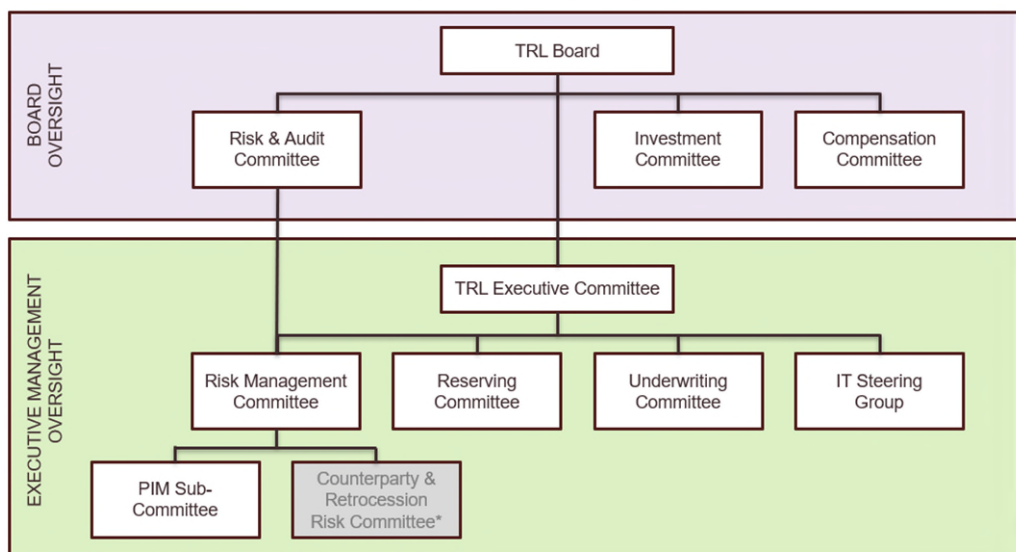 BOARD
OVERSIGHT
TRL Board
Risk & Audit
Committee
Investment
Committee
Compensation
Committee
EXECUTIVE MANAGEMENT
OVERSIGHT
TRL Executive Committee
Risk Management
Committee
Reserving
Committee
Underwriting
Committee
IT Steering
Group
PIM Sub-
Committee
Counterparty &
Retrocession
Risk Committee*